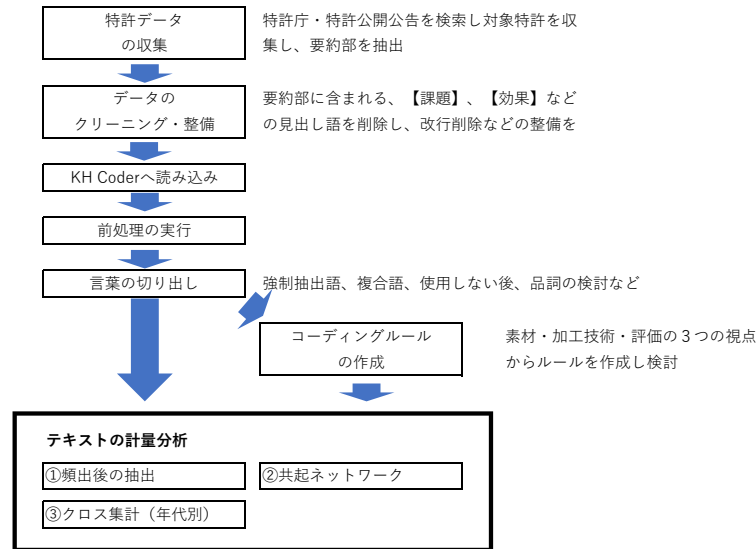 特許データ
の収集
特許庁・特許公開公告を検索し対象特許を収
集し、要約部を抽出
データの
クリーニング・整備
要約部に含まれる、【課題】、【効果】など
の見出し語を削除し、改行削除などの整備を
KH Coderへ読み込み
前処理の実行
言葉の切り出し
強制抽出語、複合語、使用しない後、品詞の検討など
コーディングルール
の作成
素材・加工技術・評価の３つの視点
からルールを作成し検討
テキストの計量分析
①頻出後の抽出
②共起ネットワーク
③クロス集計（年代別）